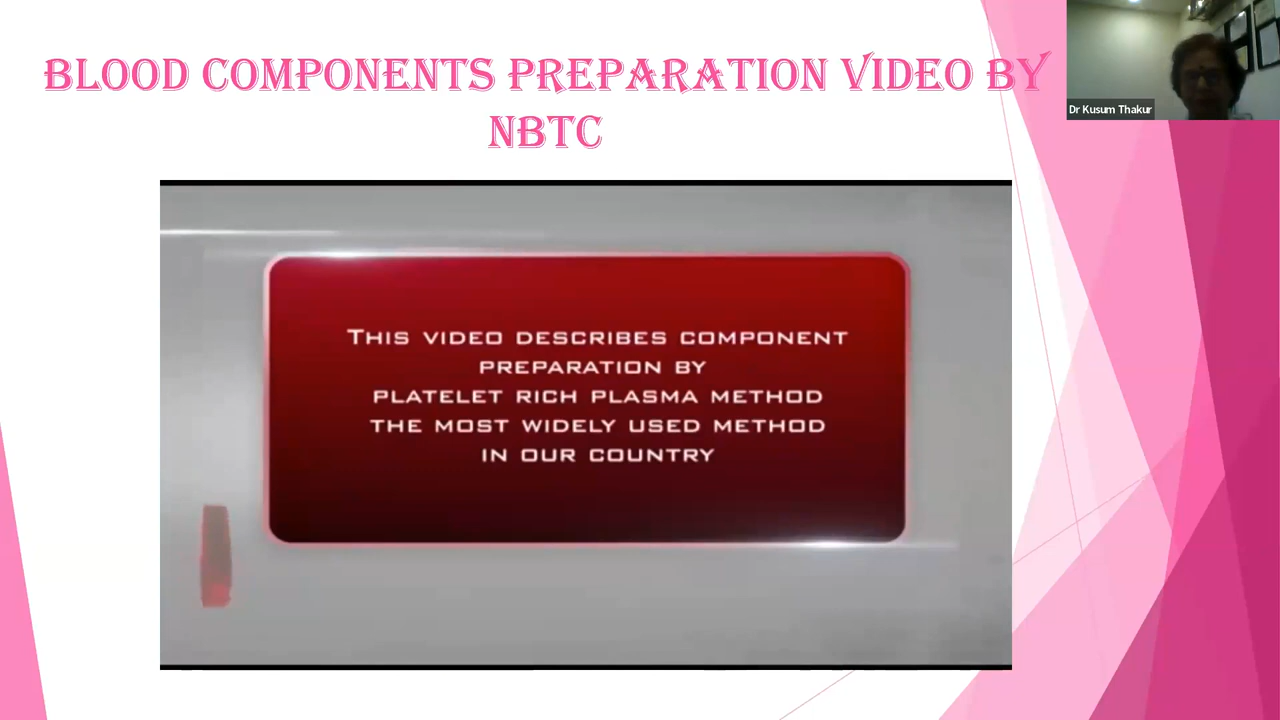 BLOOD COMPONENTS PREPARATION VIDEO BY
NBTC
Dr Kusum Thakur
THIS VIDEO DESCRIBES COMPONENT
PREPARATION BY
PLATELET RICH PLASMA METHOD
THE MOST WIDELY USED METHOD
IN OUR COUNTRY